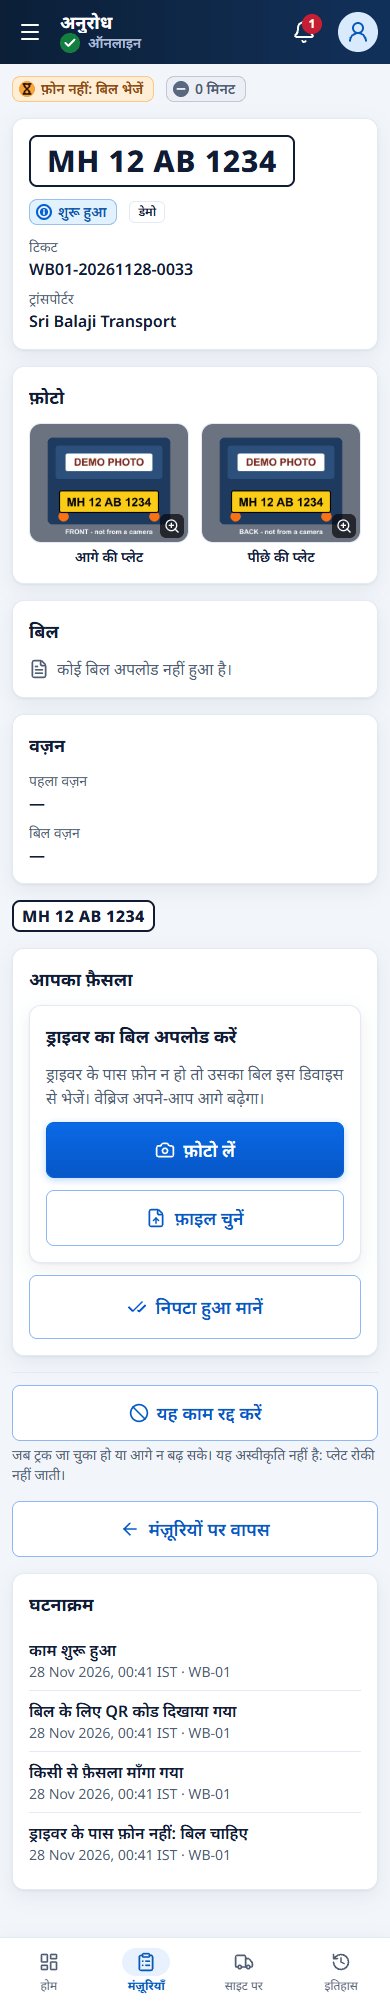 अनुरोध
ऑनलाइन
1
फ़ोन नहीं: बिल भेजें
0 मिनट
MH 12 AB 1234
शुरू हुआ
डेमो
टिकट
WB01-20261128-0033
ट्रांसपोर्टर
Sri Balaji Transport
फ़ोटो
DEMO PHOTO
MH 12 AB 1234
FRONT - not from a camera
DEMO PHOTO
MH 12 AB 1234
BACK - not from a camera
आगे की प्लेट
पीछे की प्लेट
बिल
कोई बिल अपलोड नहीं हुआ है।
वज़न
पहला वज़न
—
बिल वज़न
—
MH 12 AB 1234
आपका फ़ैसला
ड्राइवर का बिल अपलोड करें
ड्राइवर के पास फ़ोन न हो तो उसका बिल इस डिवाइस
से भेजें। वेब्रिज अपने-आप आगे बढ़ेगा।
फ़ोटो लें
फ़ाइल चुनें
निपटा हुआ मानें
यह काम रद्द करें
जब ट्रक जा चुका हो या आगे न बढ़ सके। यह अस्वीकृति नहीं है: प्लेट रोकी
नहीं जाती।
मंज़ूरियों पर वापस
घटनाक्रम
काम शुरू हुआ
28 Nov 2026, 00:41 IST · WB-01
बिल के लिए QR कोड दिखाया गया
28 Nov 2026, 00:41 IST · WB-01
किसी से फ़ैसला माँगा गया
28 Nov 2026, 00:41 IST · WB-01
ड्राइवर के पास फ़ोन नहीं: बिल चाहिए
28 Nov 2026, 00:41 IST · WB-01
होम
मंज़ूरियाँ
साइट पर
इतिहास